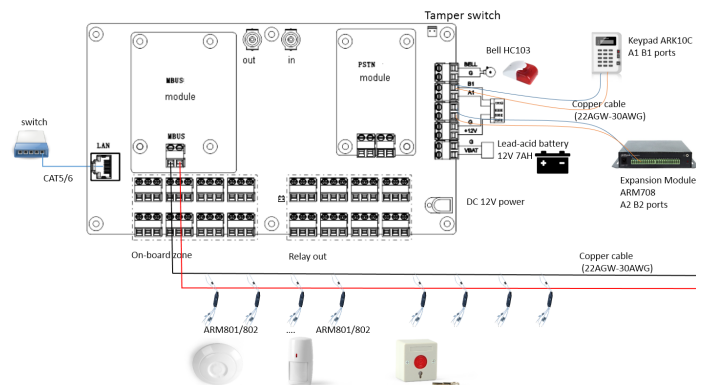 Tamper switch
out
in
MBUS
module
PSTN
module
Bell HC103
Keypad ARK10C
A1 B1 ports
BELL
G
B1
A1
G
+12V
G
VBAT
Copper cable
(22AGW-30AWG)
switch
LAN
MBUS
CAT5/6
Lead-acid battery
12V 7AH
Expansion Module
ARM708
A2 B2 ports
DC 12V power
On-board zone
Relay out
Copper cable
(22AGW-30AWG)
ARM801/802
....
ARM801/802